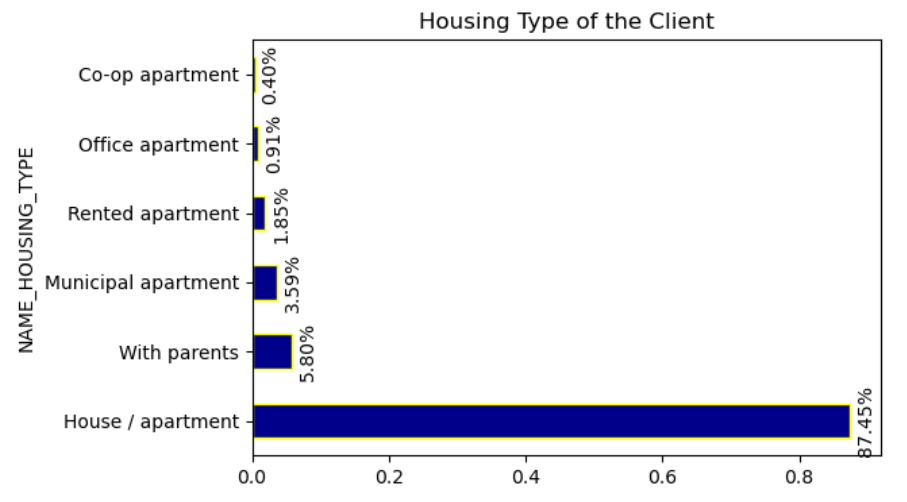 Housing Type of the Client
NAME_HOUSING_TYPE
Co-op apartment
0.40%
Office apartment
0.91%
Rented apartment
1.85%
Municipal apartment
3.59%
With parents
5.80%
House / apartment
87.45%
0.0 0.2 0.4 0.6 0.8